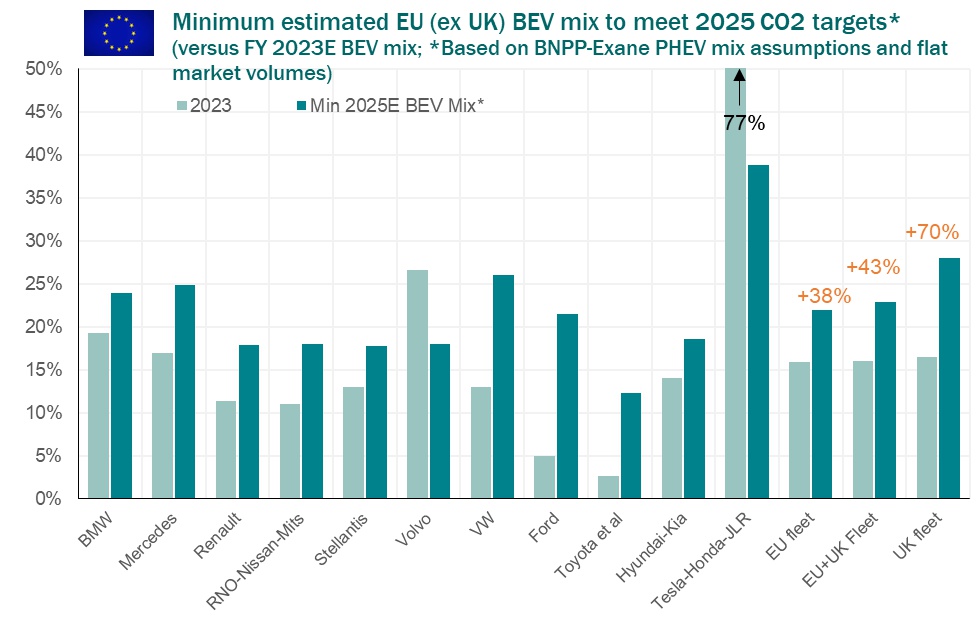 Minimum estimated EU (ex UK) BEV mix to meet 2025 CO2 targets*
(versus FY 2023E BEV mix; *Based on BNPP-Exane PHEV mix assumptions and flat
market volumes)
2023
Min 2025E BEV Mix*
50%
45%
40%
35%
30%
25%
20%
15%
10%
5%
0%
77%
+38%
+43%
+70%
BMW
Mercedes
Renault
RNO-Nissan-Mits
Stellantis
Volvo
VW
Ford
Toyota et al
Hyundai-Kia
Tesla-Honda-JLR
EU fleet
EU+UK Fleet
UK fleet